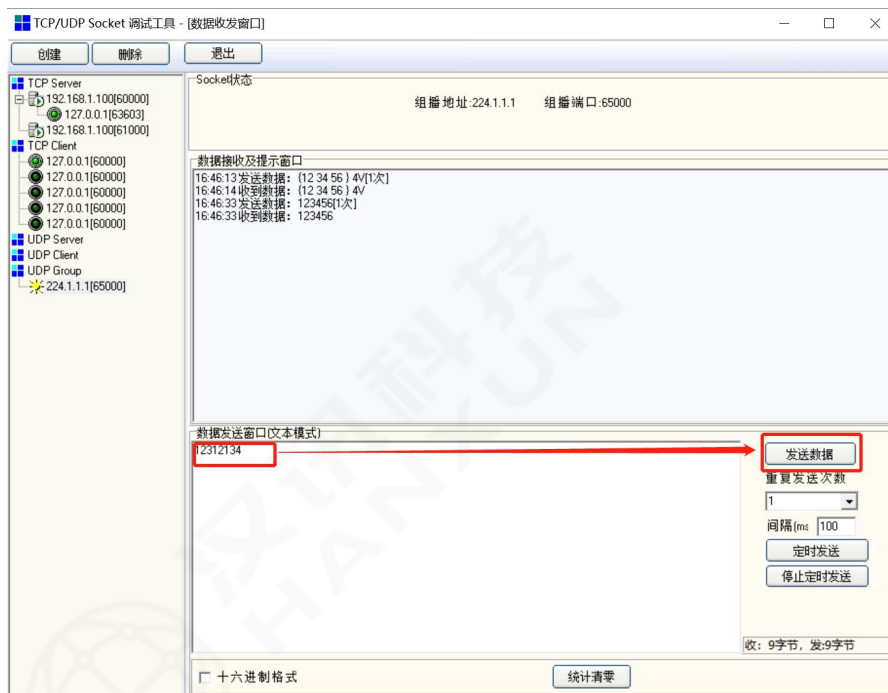 TCP/UDP Socket 调试工具 - [数据收发窗口]
创建 删除 退出
TCP Server
192.168.1.100[60000]
127.0.0.1[63603]
192.168.1.100[61000]
TCP Client
127.0.0.1[60000]
127.0.0.1[60000]
127.0.0.1[60000]
127.0.0.1[60000]
127.0.0.1[60000]
UDP Server
UDP Client
UDP Group
224.1.1.1[65000]
Socket状态
组播地址:224.1.1.1 组播端口:65000
数据接收及提示窗口
16:46:13 发送数据：{12 34 56 } 4V[1次]
16:46:14 收到数据：{12 34 56 } 4V
16:46:33 发送数据：123456[1次]
16:46:33 收到数据：123456
数据发送窗口(文本模式)
12312134
发送数据
重复发送次数
1
间隔(ms 100
定时发送
停止定时发送
收：9字节，发:9字节
十六进制格式
统计清零
汉讯科技
HANXUN